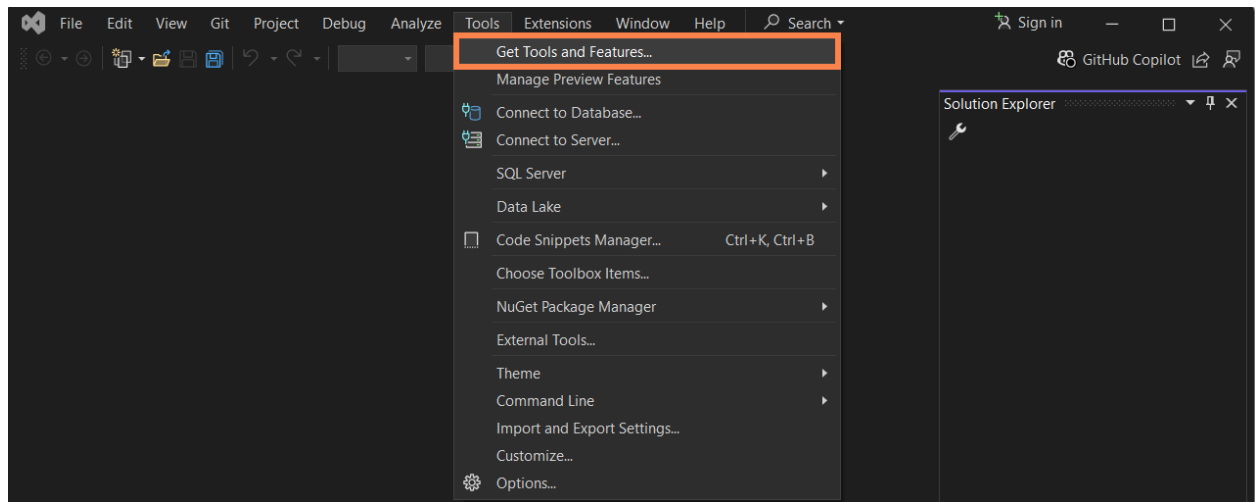 File Edit View Git Project Debug Analyze Tools Extensions Window Help Search Sign in
GitHub Copilot
Get Tools and Features...
Manage Preview Features
Connect to Database...
Connect to Server...
SQL Server
Data Lake
Code Snippets Manager... Ctrl+K, Ctrl+B
Choose Toolbox Items...
NuGet Package Manager
External Tools...
Theme
Command Line
Import and Export Settings...
Customize...
Options...
Solution Explorer